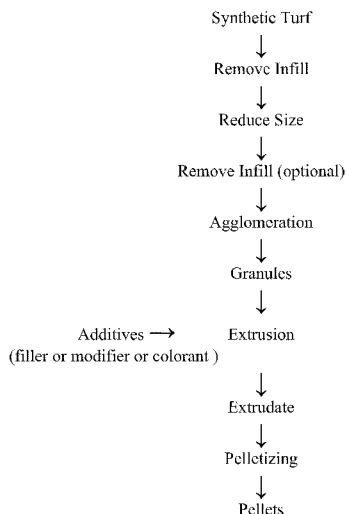 Synthetic Turf
Remove Infill
Reduce Size
Remove Infill (optional)
Agglomeration
Granules
Additives → Extrusion
(filler or modifier or colorant )
Extrudate
Pelletizing
Pellets